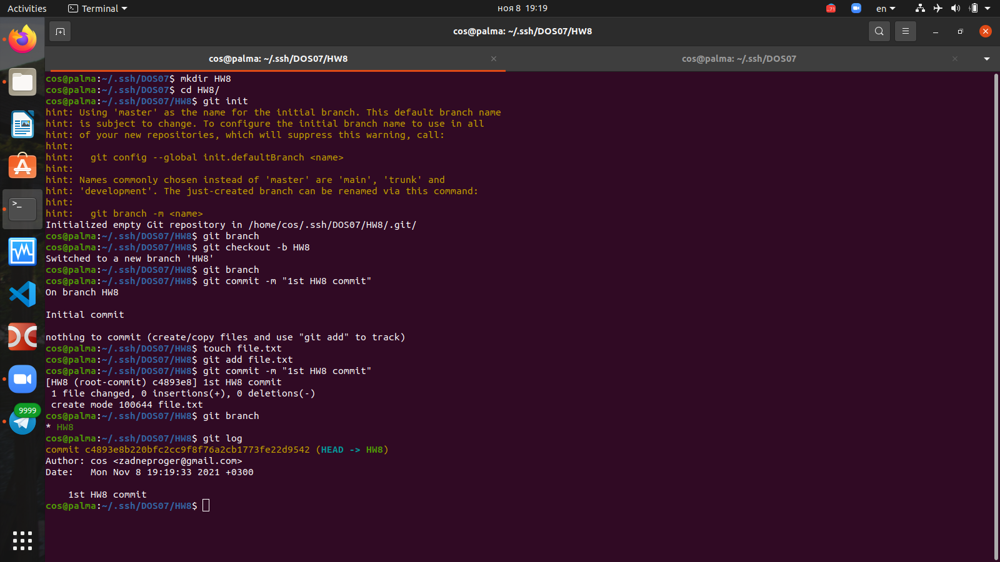 Activities
Terminal
ноя 8 19:19
en
cos@palma: ~/.ssh/DOS07/HW8
cos@palma: ~/.ssh/DOS07/HW8
cos@palma: ~/.ssh/DOS07
cos@palma:~/.ssh/DOS07$ mkdir HW8
cos@palma:~/.ssh/DOS07$ cd HW8/
cos@palma:~/.ssh/DOS07/HW8$ git init
hint: Using 'master' as the name for the initial branch. This default branch name
hint: is subject to change. To configure the initial branch name to use in all
hint: of your new repositories, which will suppress this warning, call:
hint:
hint:   git config --global init.defaultBranch <name>
hint:
hint: Names commonly chosen instead of 'master' are 'main', 'trunk' and
hint: 'development'. The just-created branch can be renamed via this command:
hint:
hint:   git branch -m <name>
Initialized empty Git repository in /home/cos/.ssh/DOS07/HW8/.git/
cos@palma:~/.ssh/DOS07/HW8$ git branch
cos@palma:~/.ssh/DOS07/HW8$ git checkout -b HW8
Switched to a new branch 'HW8'
cos@palma:~/.ssh/DOS07/HW8$ git branch
cos@palma:~/.ssh/DOS07/HW8$ git commit -m "1st HW8 commit"
On branch HW8
Initial commit
nothing to commit (create/copy files and use "git add" to track)
cos@palma:~/.ssh/DOS07/HW8$ touch file.txt
cos@palma:~/.ssh/DOS07/HW8$ git add file.txt
cos@palma:~/.ssh/DOS07/HW8$ git commit -m "1st HW8 commit"
[HW8 (root-commit) c4893e8] 1st HW8 commit
 1 file changed, 0 insertions(+), 0 deletions(-)
 create mode 100644 file.txt
cos@palma:~/.ssh/DOS07/HW8$ git branch
* HW8
cos@palma:~/.ssh/DOS07/HW8$ git log
commit c4893e8b220bfc2cc9f8f76a2cb1773fe22d9542 (HEAD -> HW8)
Author: cos <zadneproger@gmail.com>
Date:   Mon Nov 8 19:19:33 2021 +0300
    1st HW8 commit
cos@palma:~/.ssh/DOS07/HW8$
9999